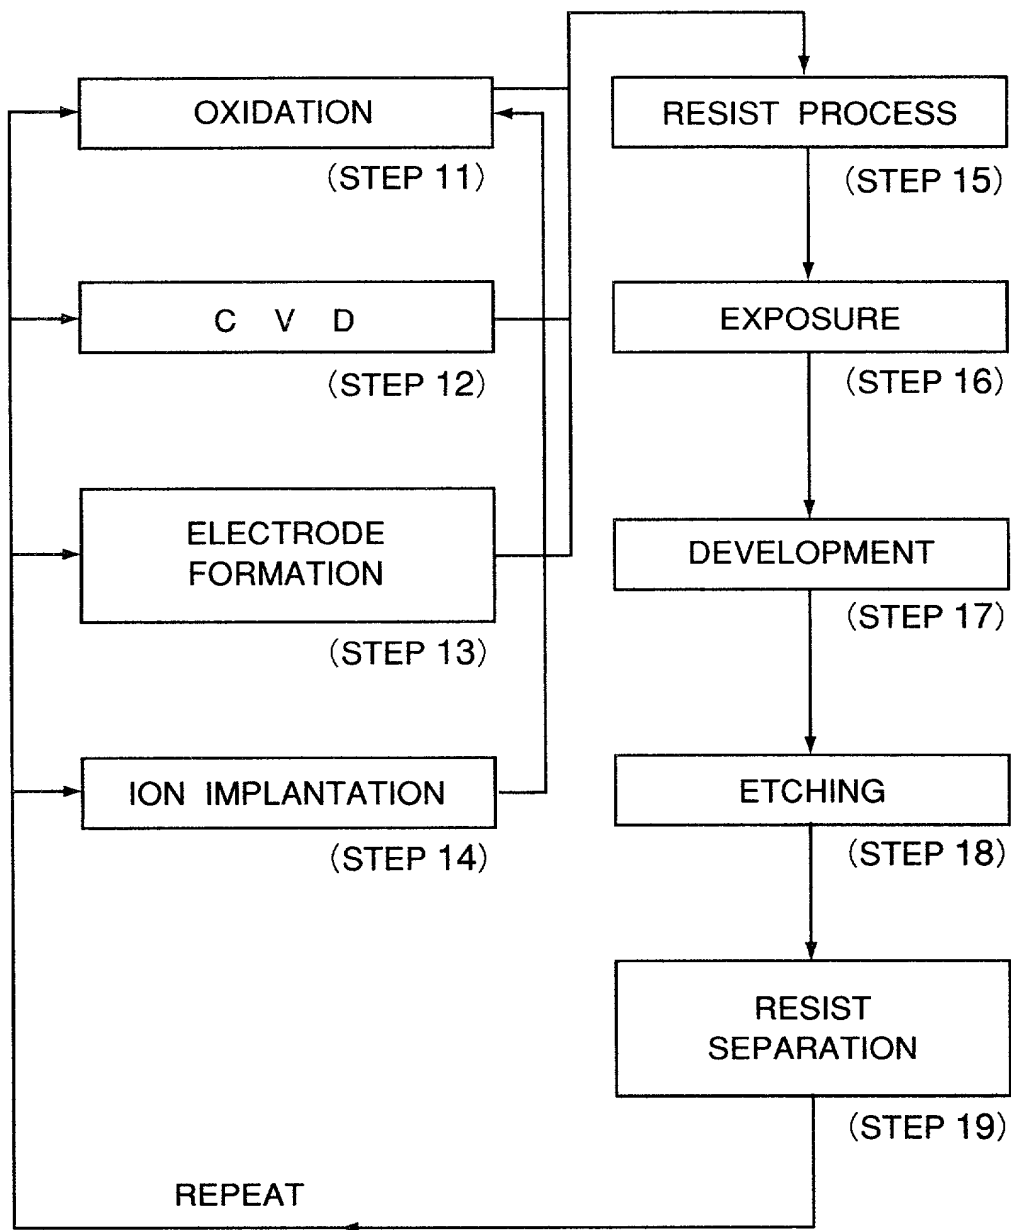 OXIDATION
(STEP 11)
C V D
(STEP 12)
ELECTRODE
FORMATION
(STEP 13)
ION IMPLANTATION
(STEP 14)
RESIST PROCESS
(STEP 15)
EXPOSURE
(STEP 16)
DEVELOPMENT
(STEP 17)
ETCHING
(STEP 18)
RESIST
SEPARATION
(STEP 19)
REPEAT